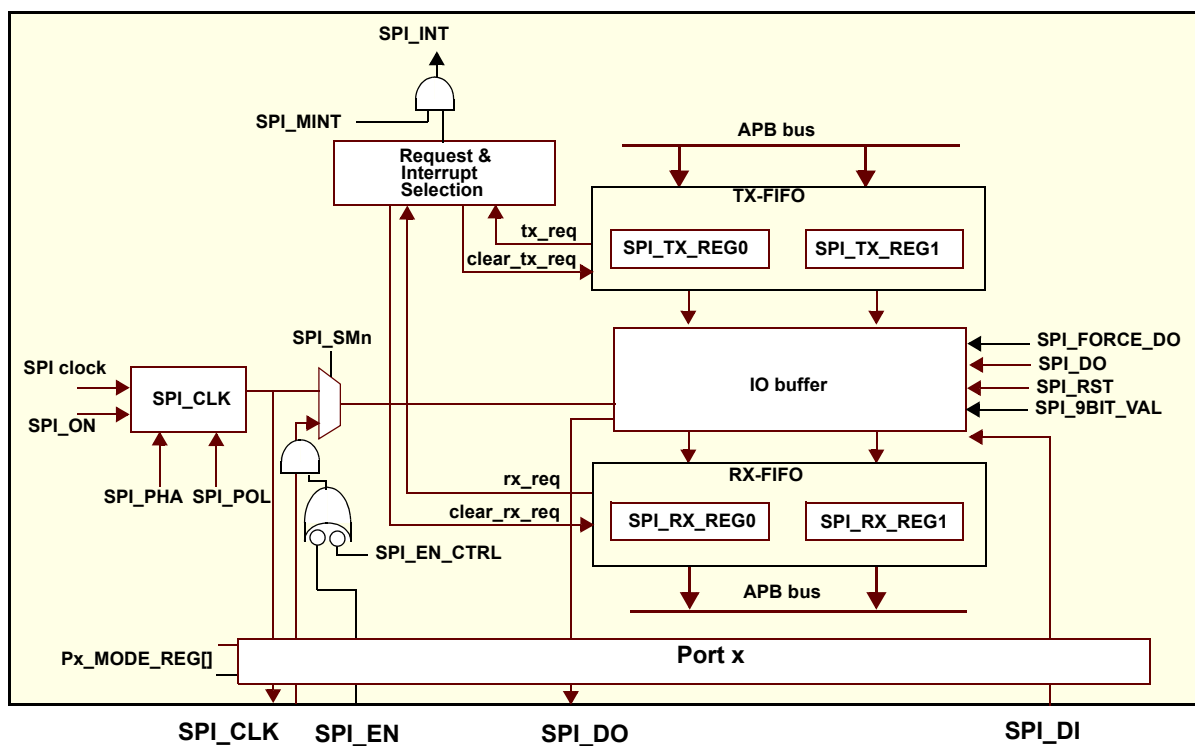 SPI_INT
SPI_MINT
APB bus
Request &
Interrupt
Selection
TX-FIFO
tx_req
SPI_TX_REG0
SPI_TX_REG1
clear_tx_req
SPI_SMn
SPI_FORCE_DO
SPI clock
SPI_DO
IO buffer
SPI_RST
SPI_CLK
SPI_9BIT_VAL
SPI_ON
RX-FIFO
rx_req
SPI_PHA
SPI_POL
clear_rx_req
SPI_RX_REG0
SPI_RX_REG1
SPI_EN_CTRL
APB bus
Port x
Px_MODE_REG[]
SPI_CLK
SPI_EN
SPI_DO
SPI_DI